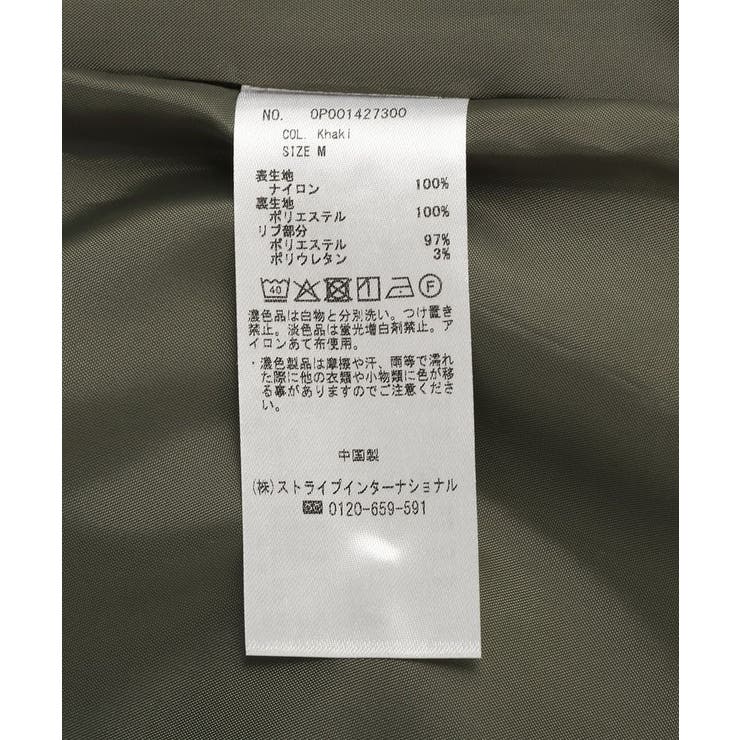 NO. 0P001427300
COL. Khaki
SIZE M
表生地
ナイロン 100%
裏生地
ポリエステル 100%
リブ部分
ポリエステル 97%
ポリウレタン 3%
40 F
濃色品は白物と分別洗い。つけ置き
禁止。淡色品は蛍光増白剤禁止。ア
イロンあて布使用。
・濃色製品は摩擦や汗、雨等で濡れ
た際に他の衣類や小物類に色が移
る事がありますのでご注意くださ
い。
中国製
(株)ストライプインターナショナル
0120-659-591